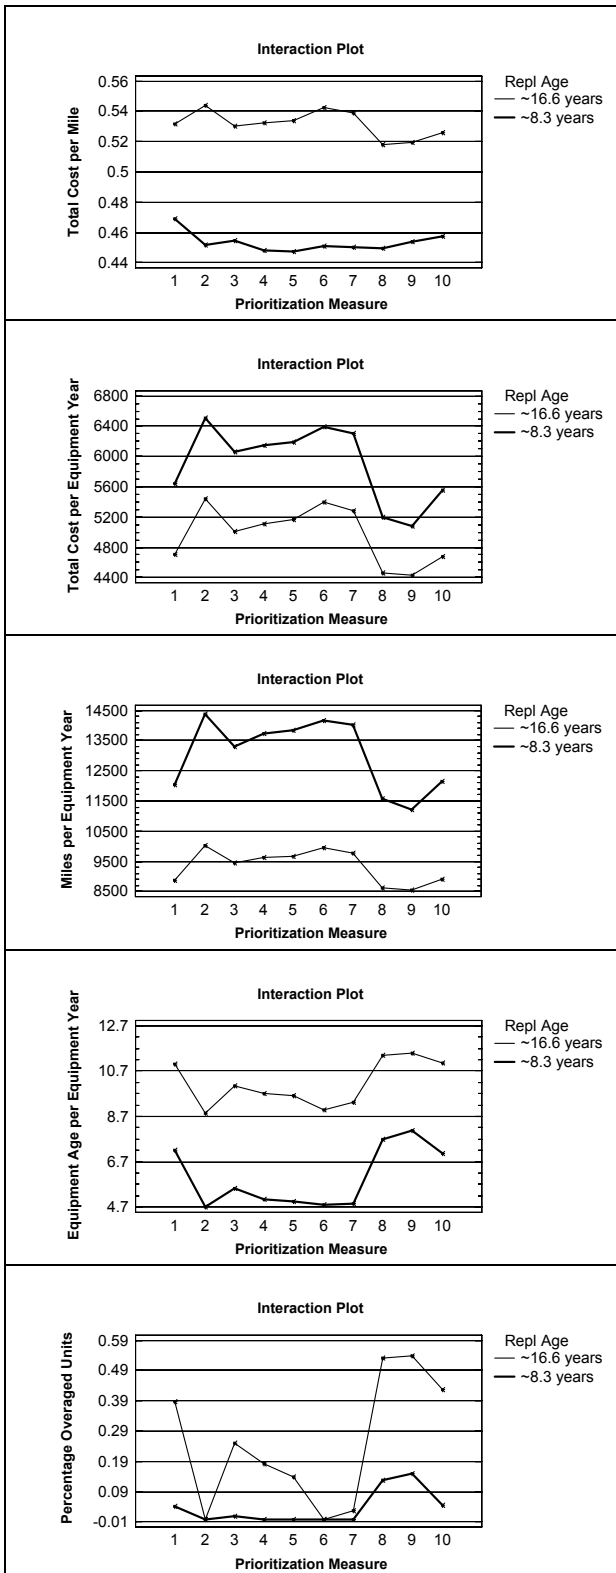 Interaction Plot
Total Cost per Mile
0.56
0.54
0.52
0.5
0.48
0.46
0.44
1 2 3 4 5 6 7 8 9 10
Prioritization Measure
Repl Age
~16.6 years
~8.3 years
Interaction Plot
Total Cost per Equipment Year
6800
6400
6000
5600
5200
4800
4400
1 2 3 4 5 6 7 8 9 10
Prioritization Measure
Repl Age
~16.6 years
~8.3 years
Interaction Plot
Miles per Equipment Year
14500
13500
12500
11500
10500
9500
8500
1 2 3 4 5 6 7 8 9 10
Prioritization Measure
Repl Age
~16.6 years
~8.3 years
Interaction Plot
Equipment Age per Equipment Year
12.7
10.7
8.7
6.7
4.7
1 2 3 4 5 6 7 8 9 10
Prioritization Measure
Repl Age
~16.6 years
~8.3 years
Interaction Plot
Percentage Overaged Units
0.59
0.49
0.39
0.29
0.19
0.09
-0.01
1 2 3 4 5 6 7 8 9 10
Prioritization Measure
Repl Age
~16.6 years
~8.3 years